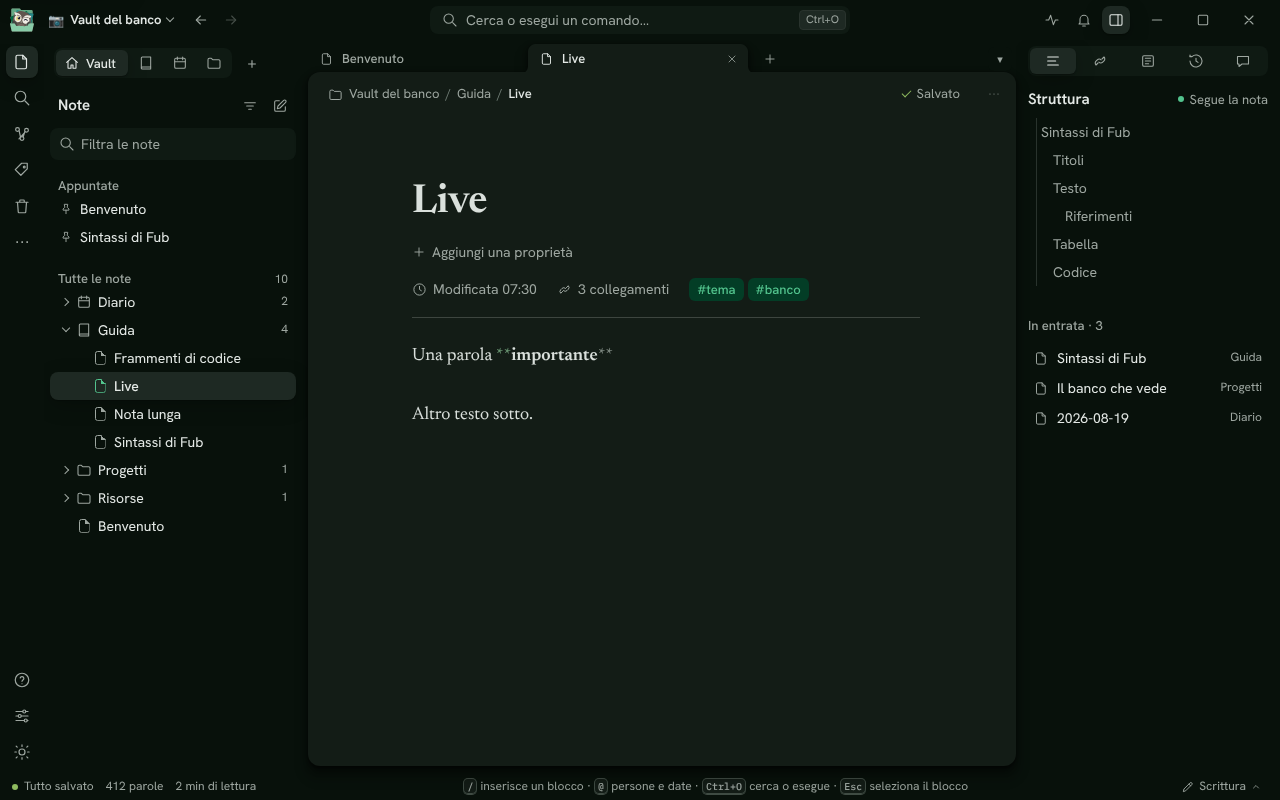 Vault del banco
Cerca o esegui un comando...
Ctrl+O
Vault
Note
Filtra le note
Appuntate
Benvenuto
Sintassi di Fub
Tutte le note 10
Diario 2
Guida 4
Frammenti di codice
Live
Nota lunga
Sintassi di Fub
Progetti 1
Risorse 1
Benvenuto
Benvenuto
Live
Vault del banco / Guida / Live
Salvato
Live
Aggiungi una proprietà
Modificata 07:30 3 collegamenti #tema #banco
Una parola **importante**
Altro testo sotto.
Struttura
Segue la nota
Sintassi di Fub
Titoli
Testo
Riferimenti
Tabella
Codice
In entrata · 3
Sintassi di Fub Guida
Il banco che vede Progetti
2026-08-19 Diario
Tutto salvato 412 parole 2 min di lettura
/ inserisce un blocco · @ persone e date · Ctrl+O cerca o esegue · Esc seleziona il blocco
Scrittura